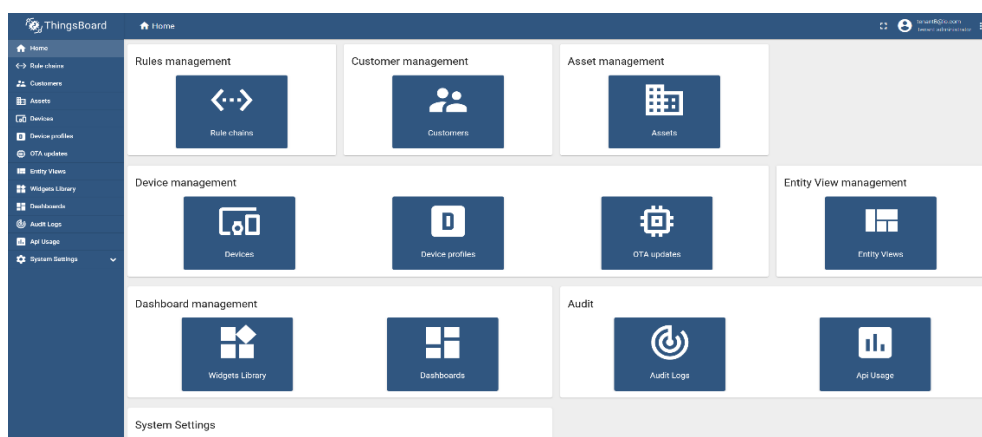 ThingsBoard
Home
tenant administrator
Home
Rule chains
Customers
Assets
Devices
Device profiles
OTA updates
Entity Views
Widgets Library
Dashboards
Audit Logs
Api Usage
System Settings
Rules management
Customer management
Asset management
Rule chains
Customers
Assets
Device management
Entity View management
D
Devices
Device profiles
OTA updates
Entity Views
Dashboard management
Audit
Widgets Library
Dashboards
Audit Logs
Api Usage
System Settings